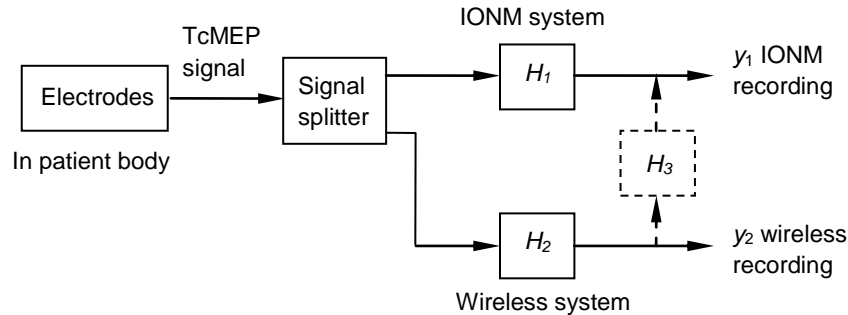 IONM system
TcMEP
signal
Electrodes
In patient body
Signal
splitter
H1
y1 IONM
recording
H3
H2
Wireless system
y2 wireless
recording